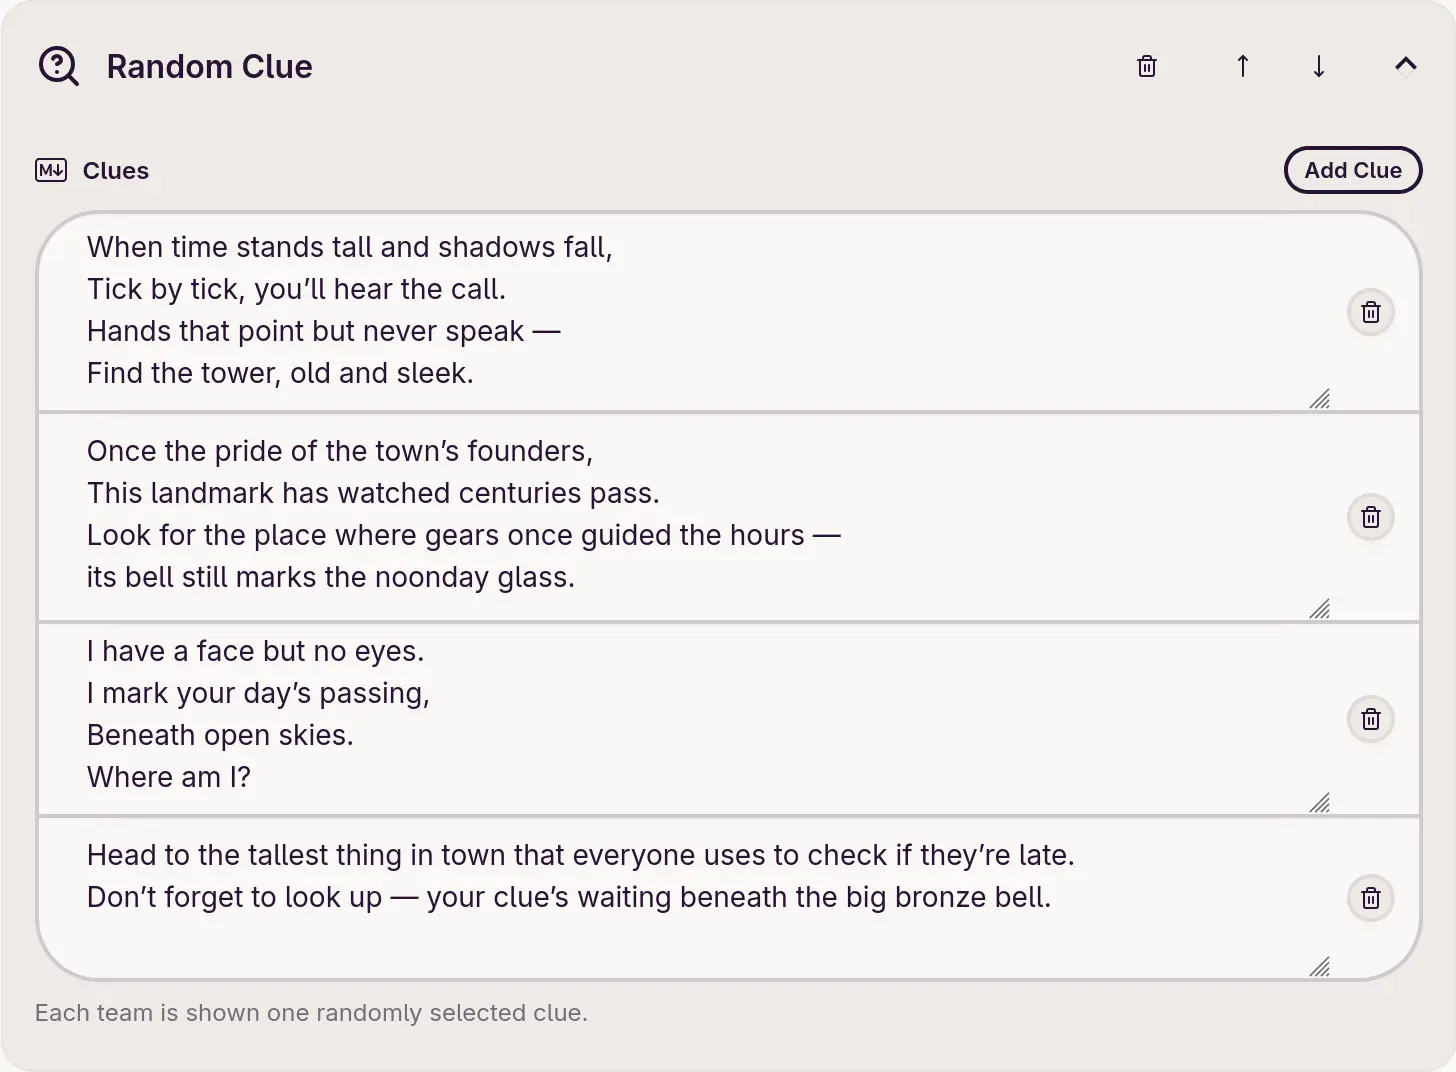 Random Clue
M↓ Clues
Add Clue
When time stands tall and shadows fall,
Tick by tick, you’ll hear the call.
Hands that point but never speak —
Find the tower, old and sleek.
Once the pride of the town’s founders,
This landmark has watched centuries pass.
Look for the place where gears once guided the hours —
its bell still marks the noonday glass.
I have a face but no eyes.
I mark your day’s passing,
Beneath open skies.
Where am I?
Head to the tallest thing in town that everyone uses to check if they’re late.
Don’t forget to look up — your clue’s waiting beneath the big bronze bell.
Each team is shown one randomly selected clue.